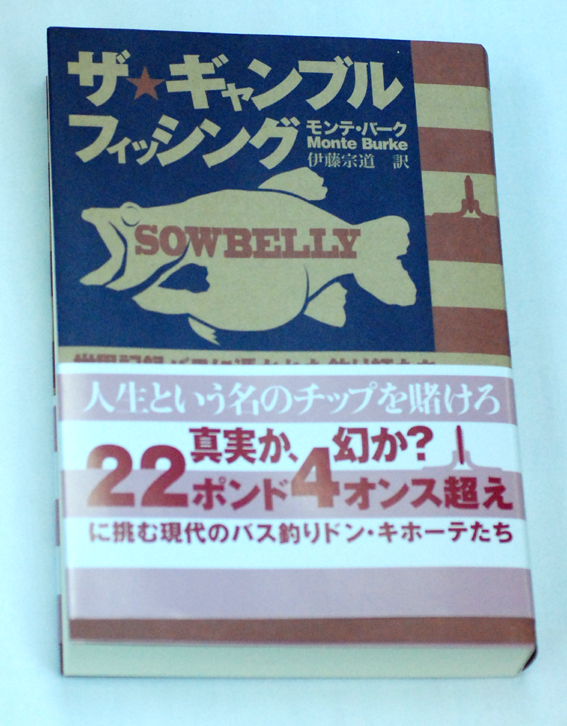 ザ★ギャンブル
フィッシング
モンテ・バーク
Monte Burke
伊藤宗道 訳
SOWBELLY
人生という名のチップを賭けろ
真実か、幻か?
22ポンド4オンス超え
に挑む現代のバス釣りドン・キホーテたち